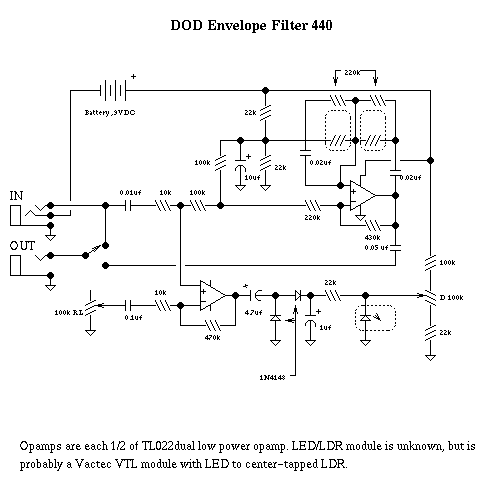 DOD Envelope Filter 440
220k
+
Battery, 9VDC
22k
100k
+
10uf
22k
0.02uf
0.02uf
IN
0.01uf
10k
100k
220k
+
-
430k
0.05 uf
OUT
100k
10k
+
-
+
4.7uf
22k
D 100k
100k RL
0.1uf
470k
+
1uf
22k
1N4148
Opamps are each 1/2 of TL022dual low power opamp. LED/LDR module is unknown, but is
probably a Vactec VTL module with LED to center-tapped LDR.